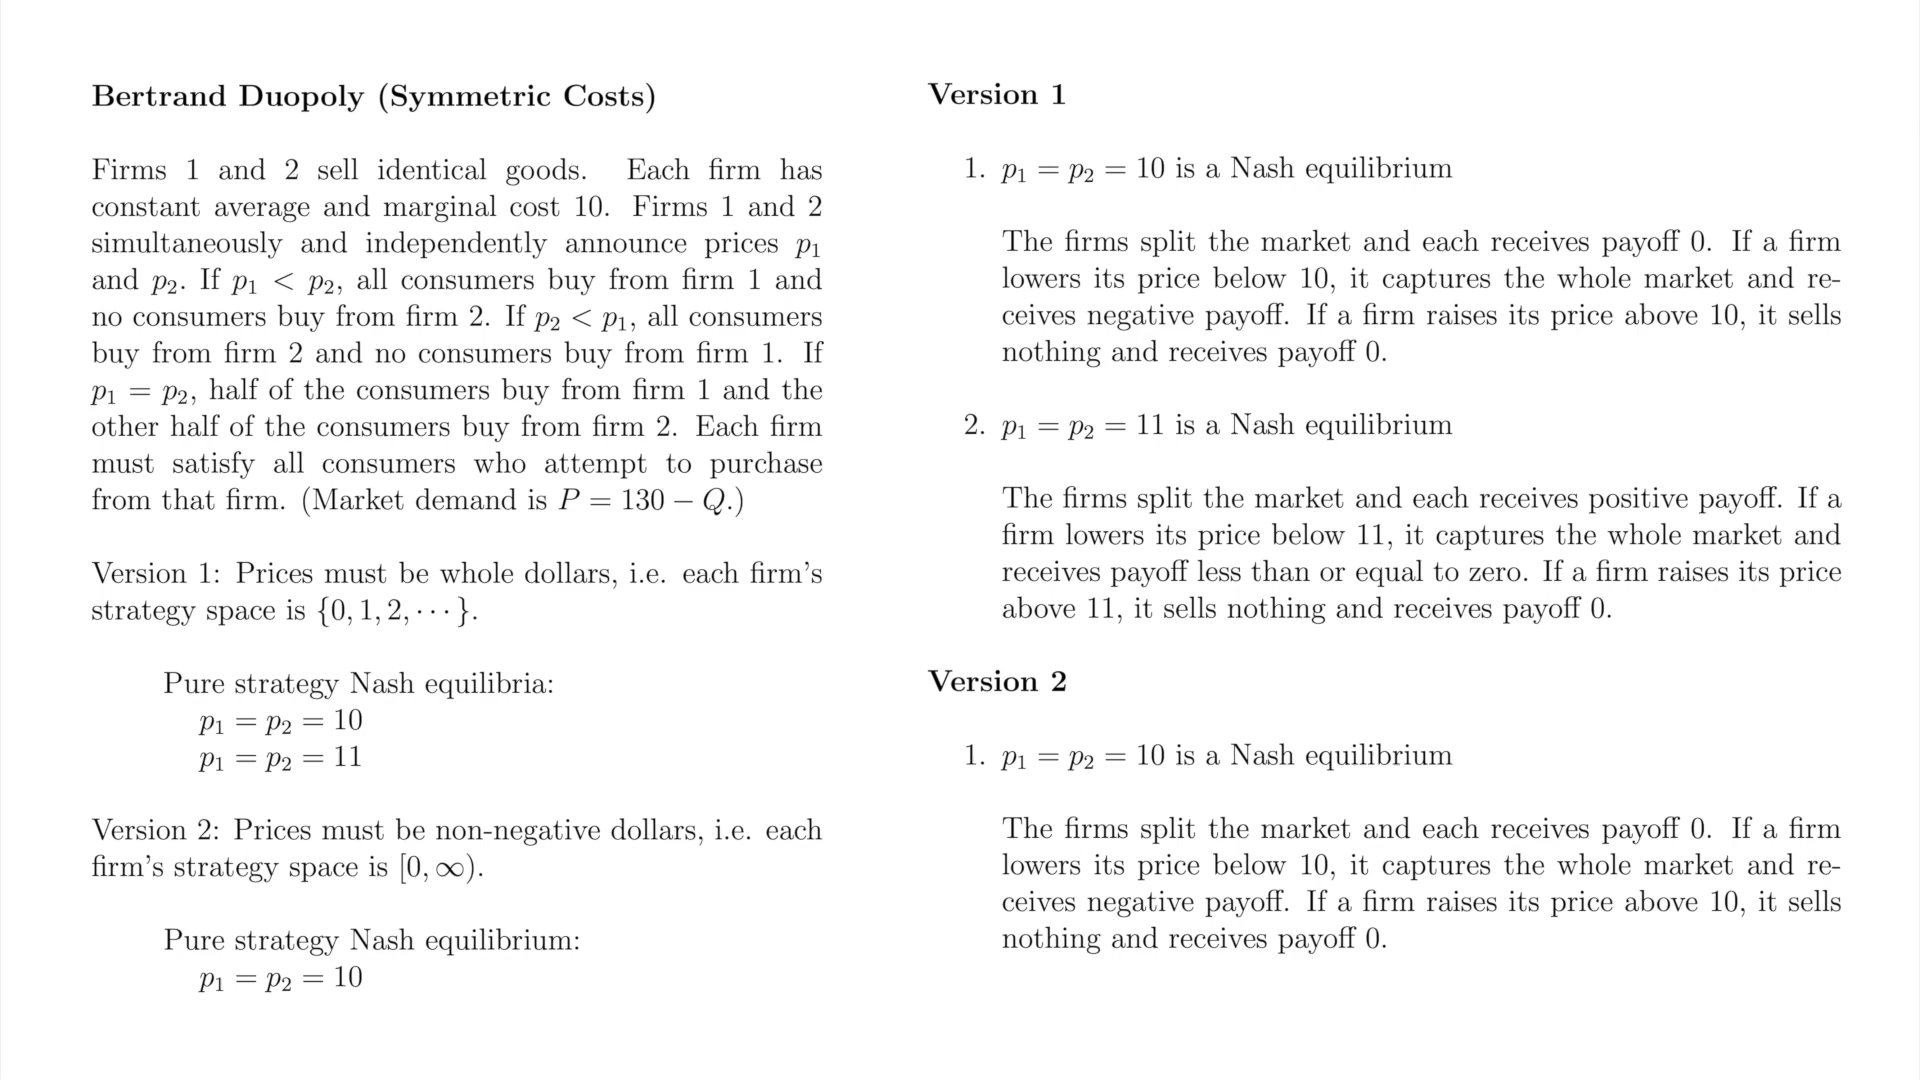 Bertrand Duopoly (Symmetric Costs)
Firms 1 and 2 sell identical goods. Each firm has
constant average and marginal cost 10. Firms 1 and 2
simultaneously and independently announce prices p₁
and p₂. If p₁ < p₂, all consumers buy from firm 1 and
no consumers buy from firm 2. If p₂ < p₁, all consumers
buy from firm 2 and no consumers buy from firm 1. If
p₁ = p₂, half of the consumers buy from firm 1 and the
other half of the consumers buy from firm 2. Each firm
must satisfy all consumers who attempt to purchase
from that firm. (Market demand is P = 130 − Q.)
Version 1: Prices must be whole dollars, i.e. each firm's
strategy space is {0, 1, 2, ⋯ }.
Pure strategy Nash equilibria:
p₁ = p₂ = 10
p₁ = p₂ = 11
Version 2: Prices must be non-negative dollars, i.e. each
firm's strategy space is [0, ∞).
Pure strategy Nash equilibrium:
p₁ = p₂ = 10
Version 1
1. p₁ = p₂ = 10 is a Nash equilibrium
The firms split the market and each receives payoff 0. If a firm
lowers its price below 10, it captures the whole market and re-
ceives negative payoff. If a firm raises its price above 10, it sells
nothing and receives payoff 0.
2. p₁ = p₂ = 11 is a Nash equilibrium
The firms split the market and each receives positive payoff. If a
firm lowers its price below 11, it captures the whole market and
receives payoff less than or equal to zero. If a firm raises its price
above 11, it sells nothing and receives payoff 0.
Version 2
1. p₁ = p₂ = 10 is a Nash equilibrium
The firms split the market and each receives payoff 0. If a firm
lowers its price below 10, it captures the whole market and re-
ceives negative payoff. If a firm raises its price above 10, it sells
nothing and receives payoff 0.